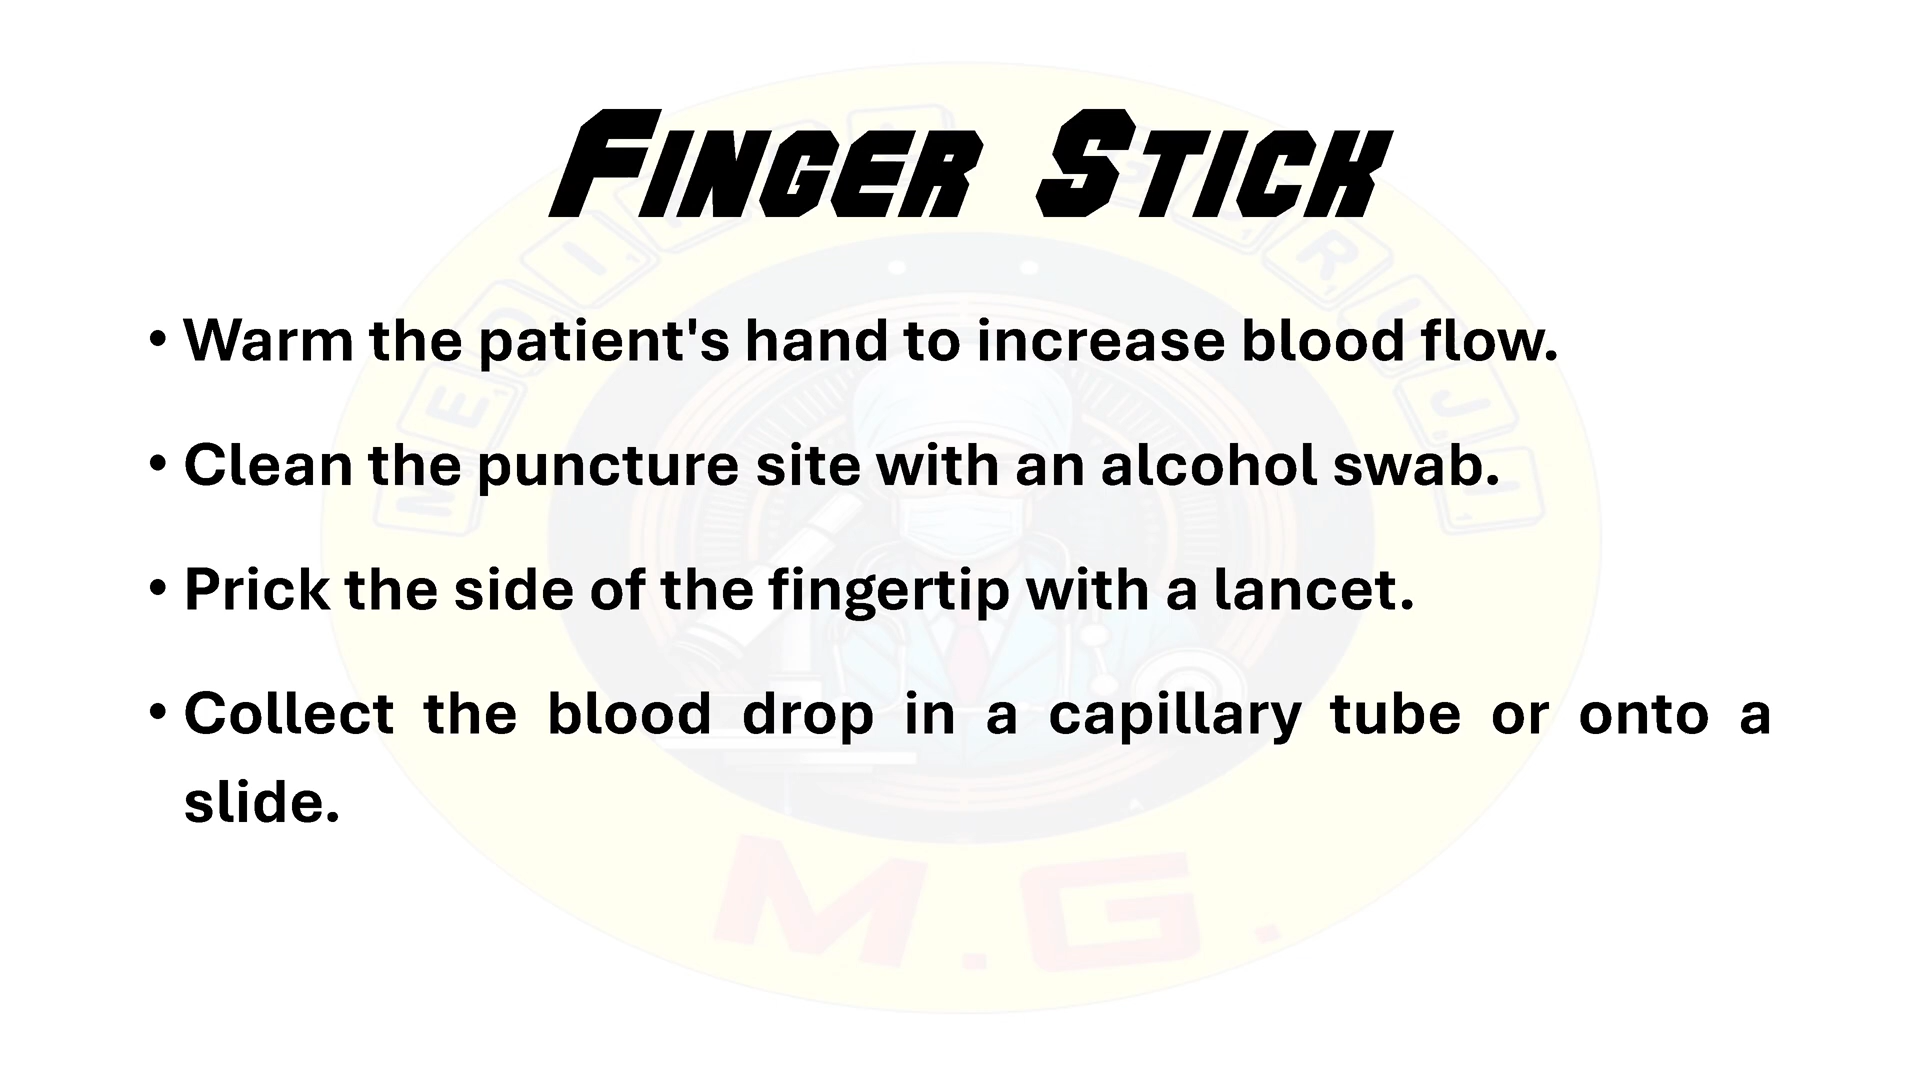 FINGER STICK
• Warm the patient's hand to increase blood flow.
• Clean the puncture site with an alcohol swab.
• Prick the side of the fingertip with a lancet.
• Collect the blood drop in a capillary tube or onto a
slide.
M.G.